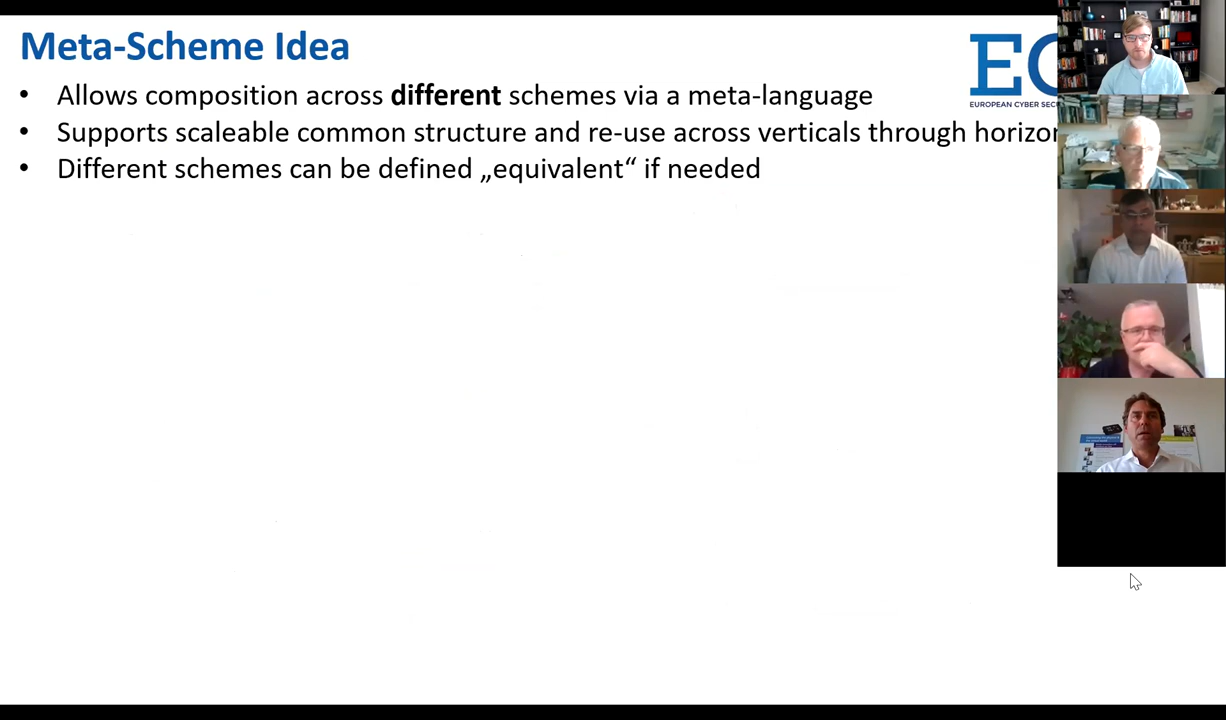 Meta-Scheme Idea
EC
EUROPEAN CYBER SEC
• Allows composition across different schemes via a meta-language
• Supports scaleable common structure and re-use across verticals through horizon
• Different schemes can be defined „equivalent“ if needed